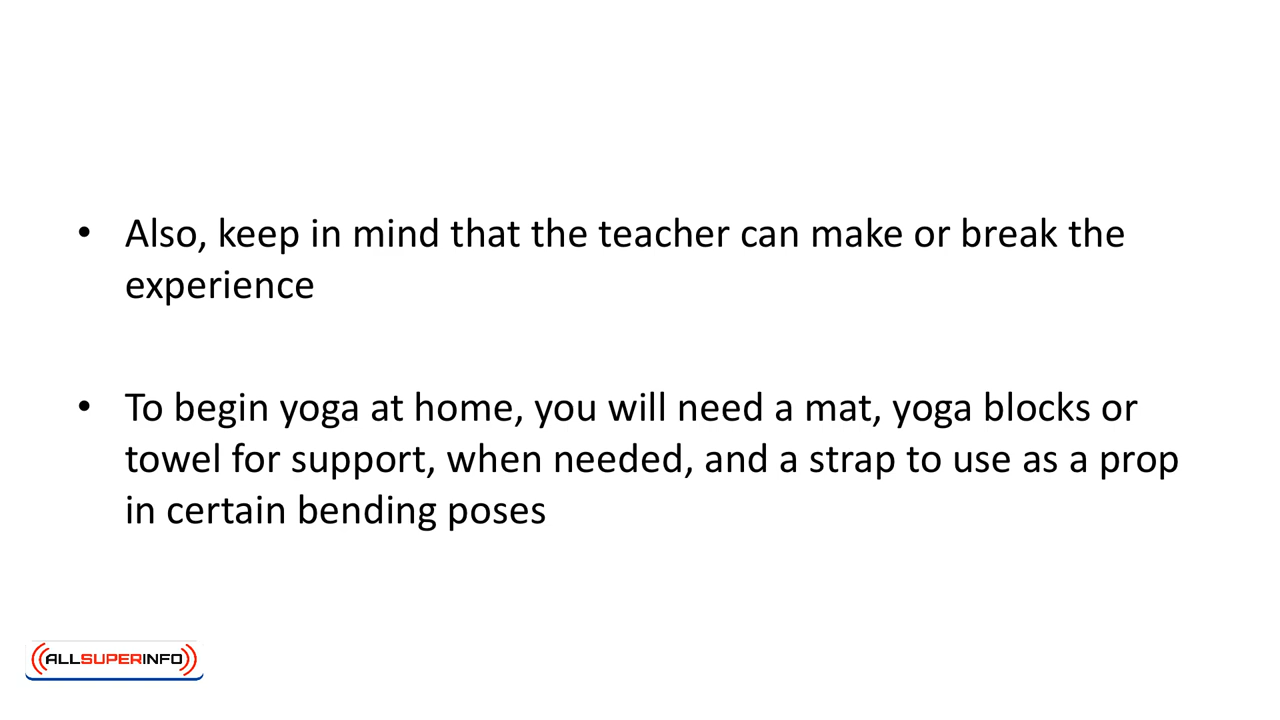 • Also, keep in mind that the teacher can make or break the
experience
• To begin yoga at home, you will need a mat, yoga blocks or
towel for support, when needed, and a strap to use as a prop
in certain bending poses
ALLSUPERINFO